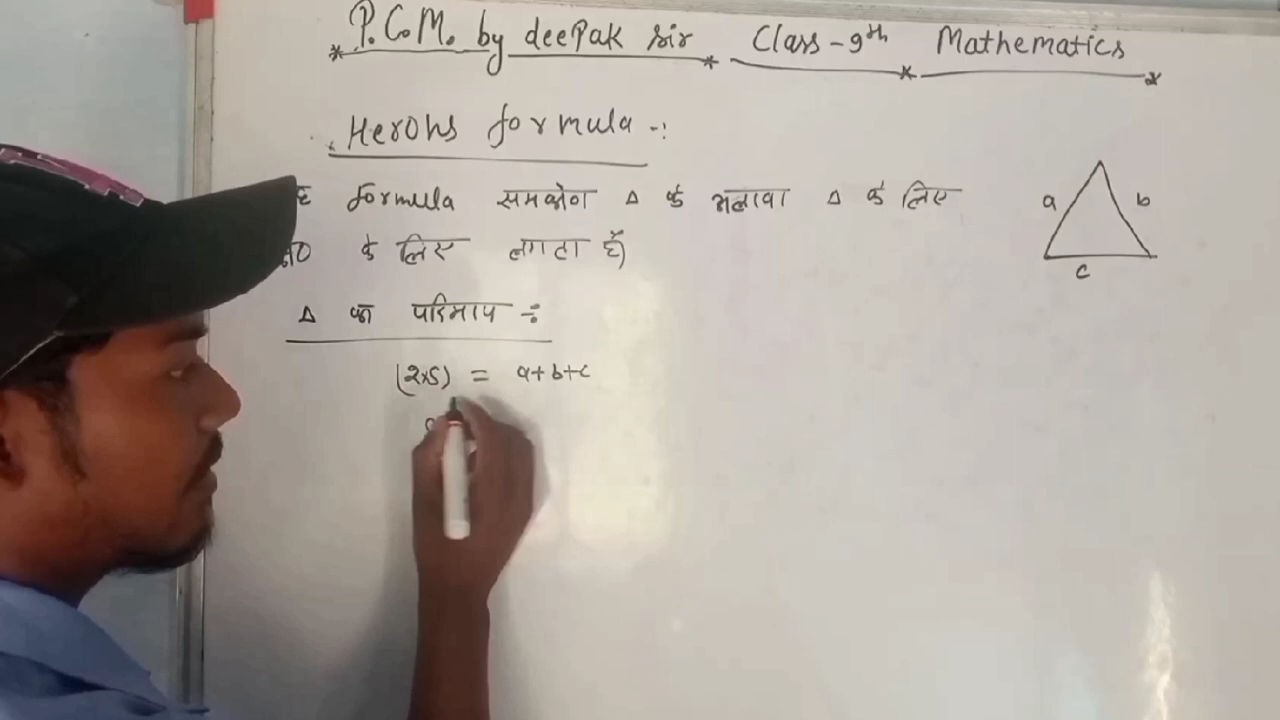 P.C.M. by deepak sir Class-9th Mathematics
Herons formula -:
formula समकोण Δ के अलावा Δ के लिए
के लिए लगता है
Δ का परिमाप ÷
(2×S) = a+b+c
a b
c